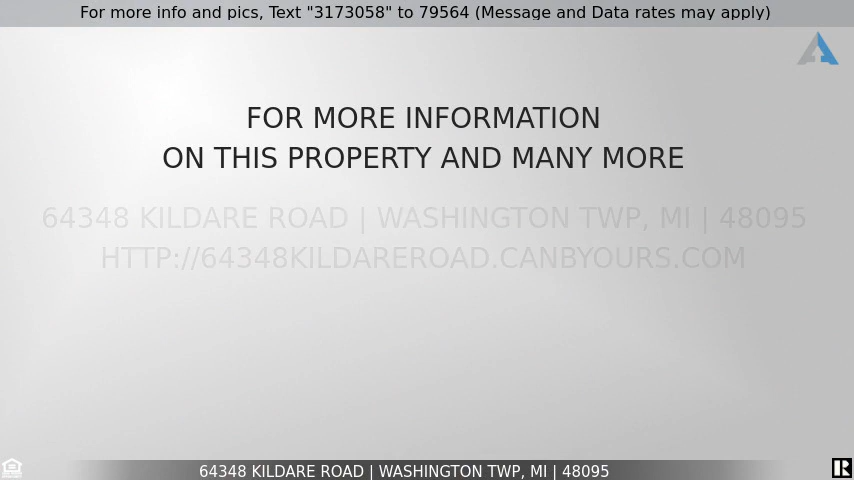 For more info and pics, Text "3173058" to 79564 (Message and Data rates may apply)
FOR MORE INFORMATION
ON THIS PROPERTY AND MANY MORE
64348 KILDARE ROAD | WASHINGTON TWP, MI | 48095
HTTP://64348KILDAREROAD.CANBYOURS.COM
64348 KILDARE ROAD | WASHINGTON TWP, MI | 48095